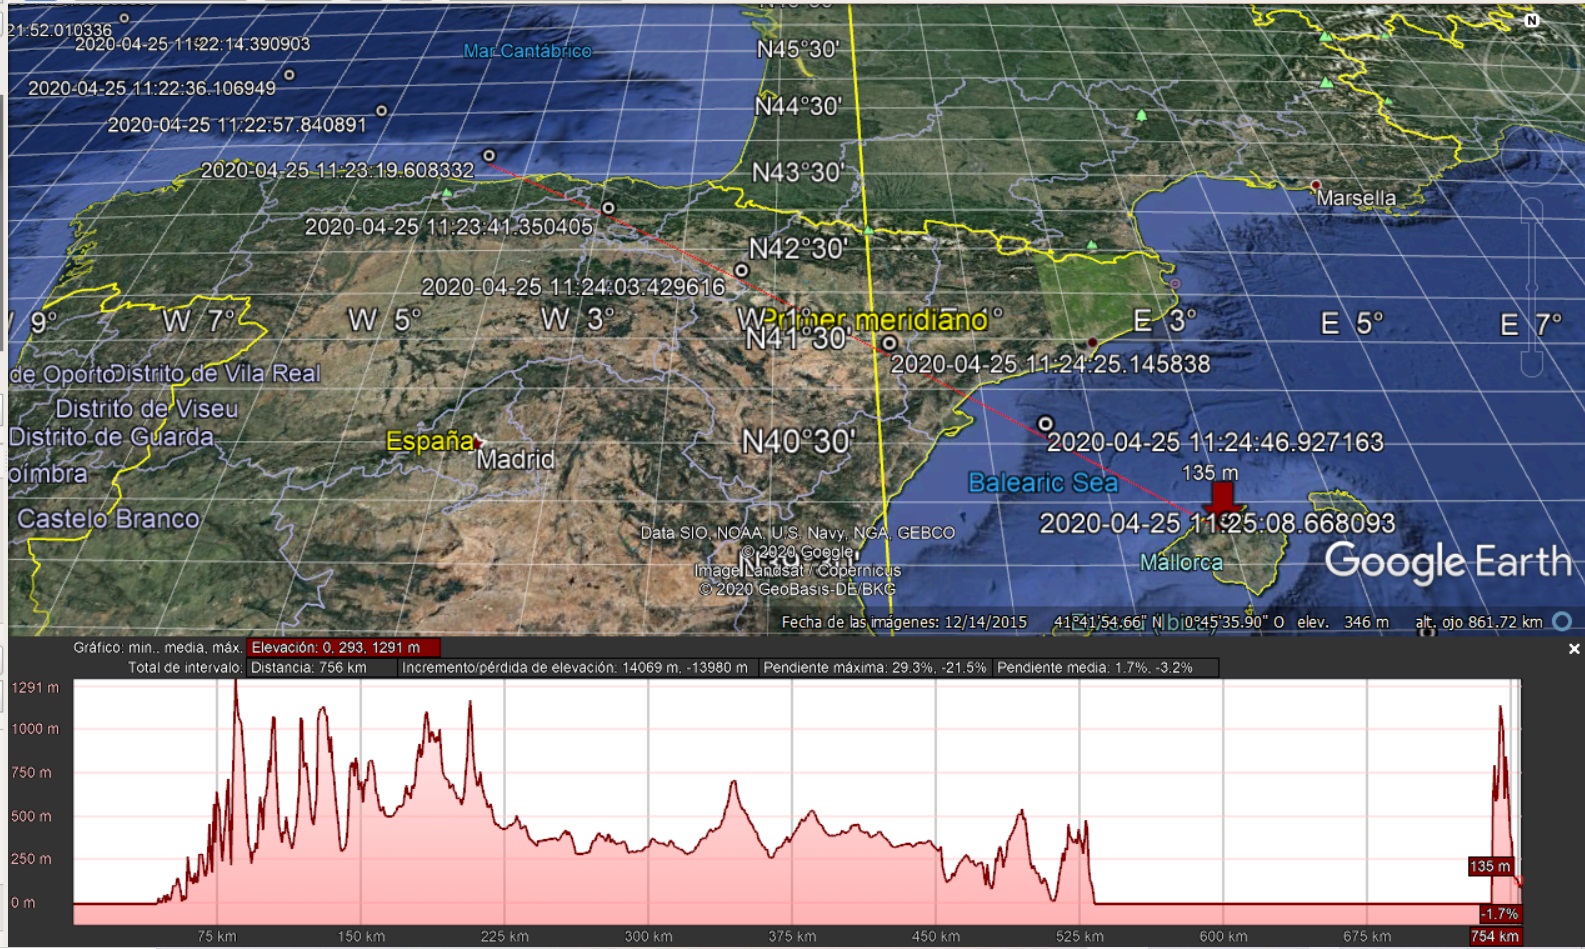 21:52.010336
2020-04-25 11:22:14.390903
Mar Cantábrico
N45°30'
N
2020-04-25 11:22:36.106949
N44°30'
2020-04-25 11:22:57.840891
2020-04-25 11:23:19.608332
N43°30'
Marsella
2020-04-25 11:23:41.350405
N42°30'
2020-04-25 11:24:03.429616
9°
W 7°
W 5°
W 3°
W 1°
Primer meridiano
E 1°
E 3°
E 5°
E 7°
N41°30'
2020-04-25 11:24:25.145838
de Oporto
Distrito de Vila Real
Distrito de Viseu
Distrito de Guarda
España
Madrid
N40°30'
2020-04-25 11:24:46.927163
oímbra
135 m
Balearic Sea
Castelo Branco
2020-04-25 11:25:08.668093
Data SIO, NOAA, U.S. Navy, NGA, GEBCO
© 2020 Google
N39°30'
Image Landsat / Copernicus
© 2020 GeoBasis-DE/BKG
Mallorca
Google Earth
Fecha de las imágenes: 12/14/2015 41°41'54.66" N 0°45'35.90" O elev. 346 m alt. ojo 861.72 km
Gráfico: min., media, máx. Elevación: 0, 293, 1291 m
Total de intervalo: Distancia: 756 km Incremento/pérdida de elevación: 14069 m, -13980 m Pendiente máxima: 29.3%, -21.5% Pendiente media: 1.7%, -3.2%
1291 m
1000 m
750 m
500 m
250 m
135 m
0 m
-1.7%
75 km 150 km 225 km 300 km 375 km 450 km 525 km 600 km 675 km 754 km